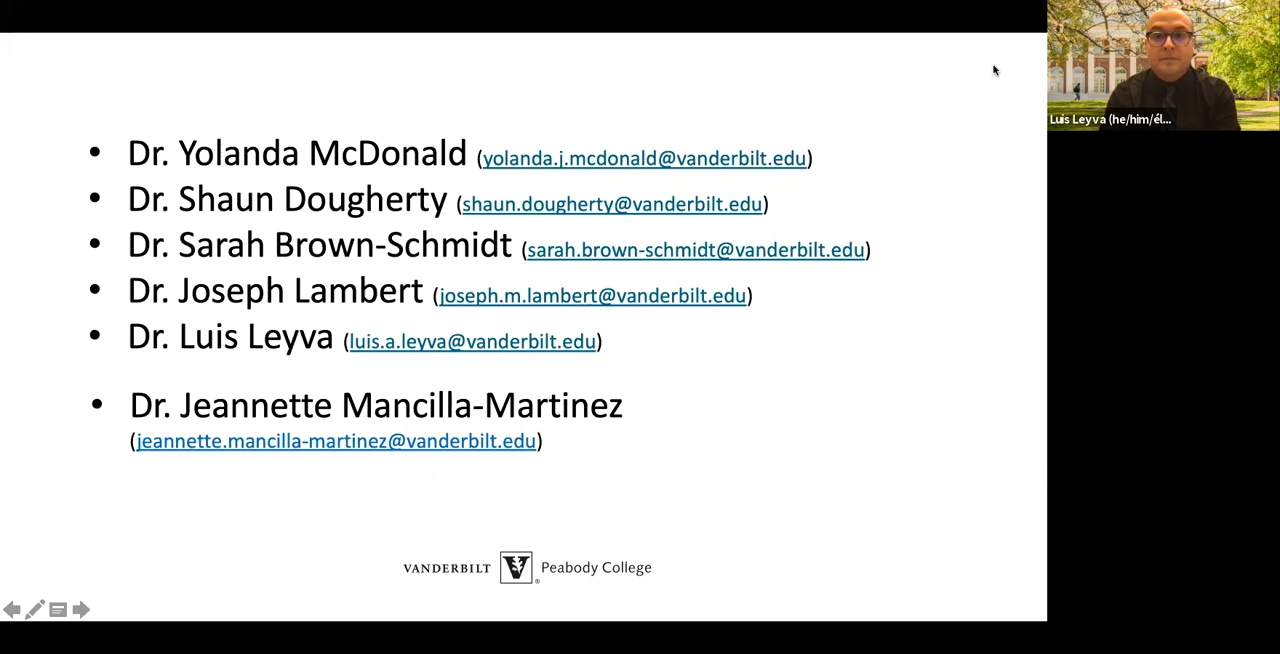 • Dr. Yolanda McDonald (yolanda.j.mcdonald@vanderbilt.edu)
• Dr. Shaun Dougherty (shaun.dougherty@vanderbilt.edu)
• Dr. Sarah Brown-Schmidt (sarah.brown-schmidt@vanderbilt.edu)
• Dr. Joseph Lambert (joseph.m.lambert@vanderbilt.edu)
• Dr. Luis Leyva (luis.a.leyva@vanderbilt.edu)
• Dr. Jeannette Mancilla-Martinez
(jeannette.mancilla-martinez@vanderbilt.edu)
VANDERBILT V® Peabody College
Luis Leyva (he/him/él...